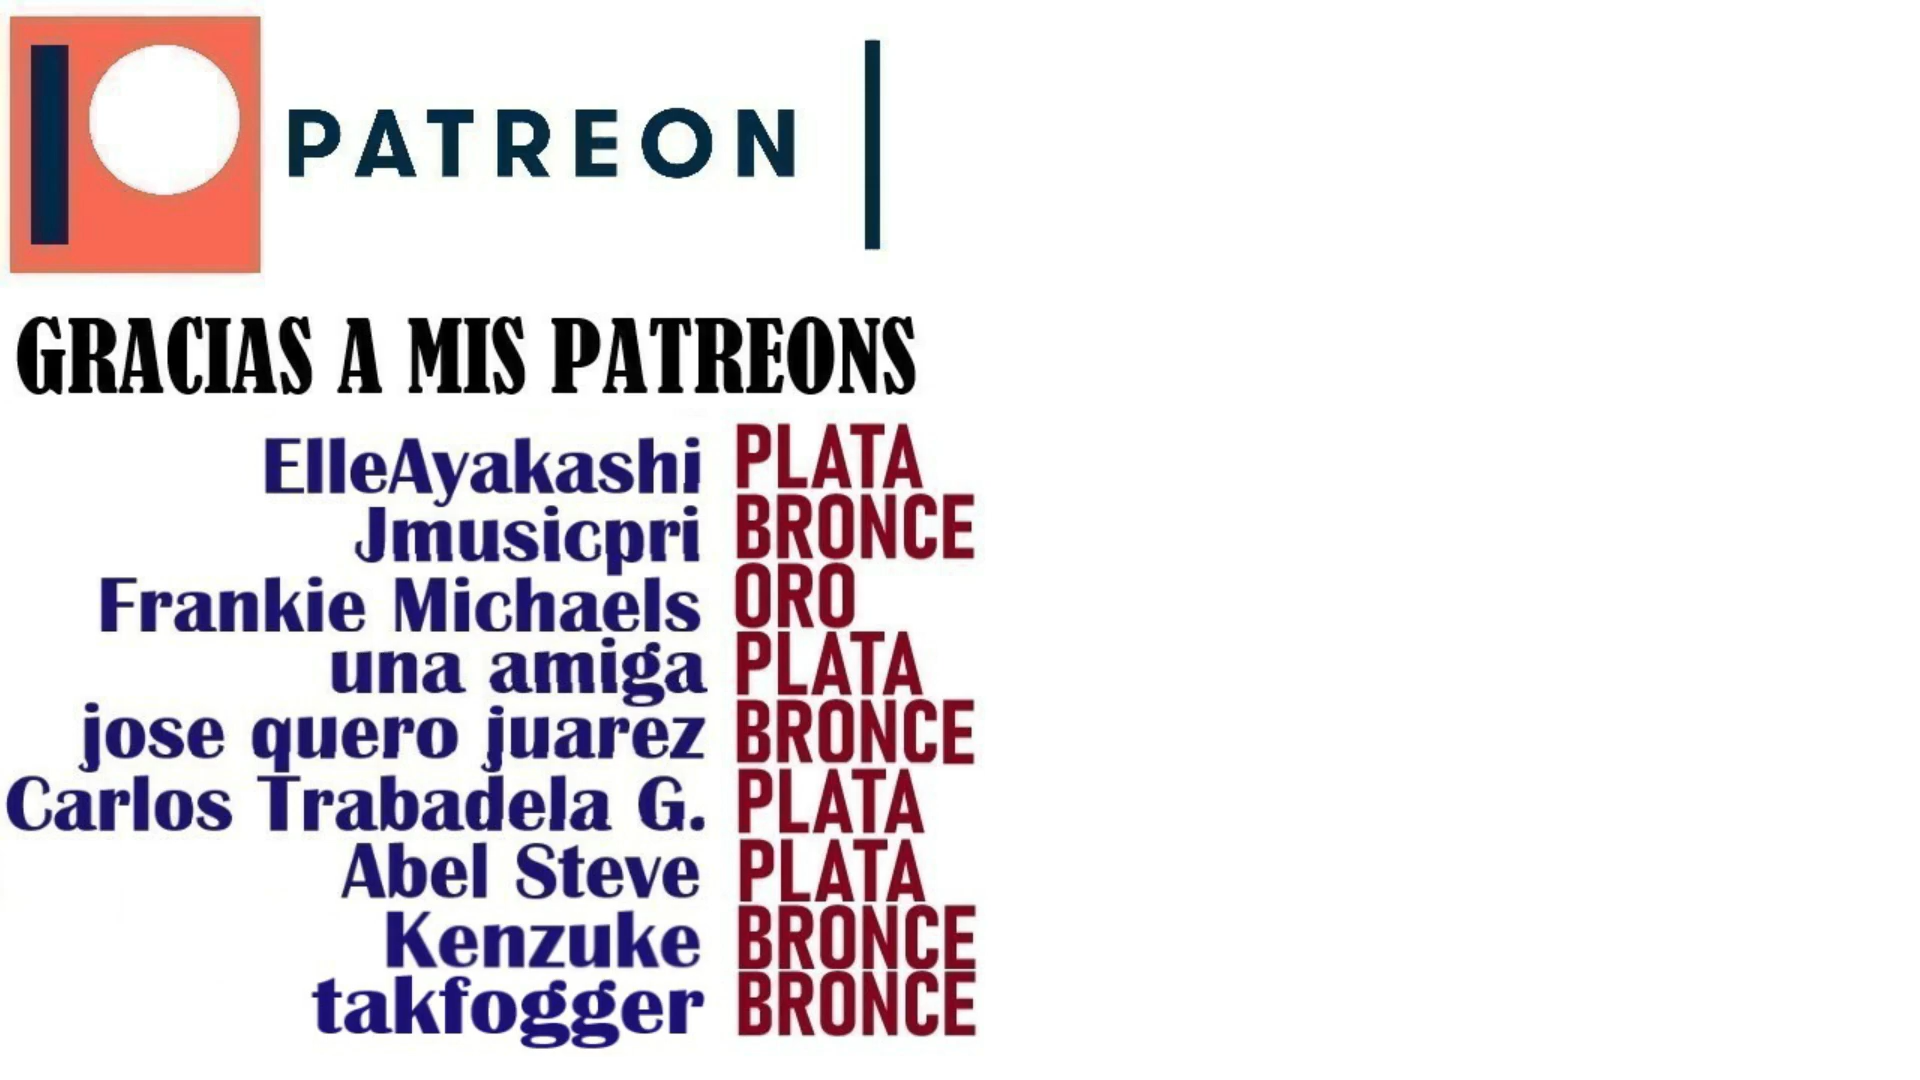 PATREON
GRACIAS A MIS PATREONS
ElleAyakashi PLATA
Jmusicpri BRONCE
Frankie Michaels ORO
una amiga PLATA
jose quero juarez BRONCE
Carlos Trabadela G. PLATA
Abel Steve PLATA
Kenzuke BRONCE
takfogger BRONCE